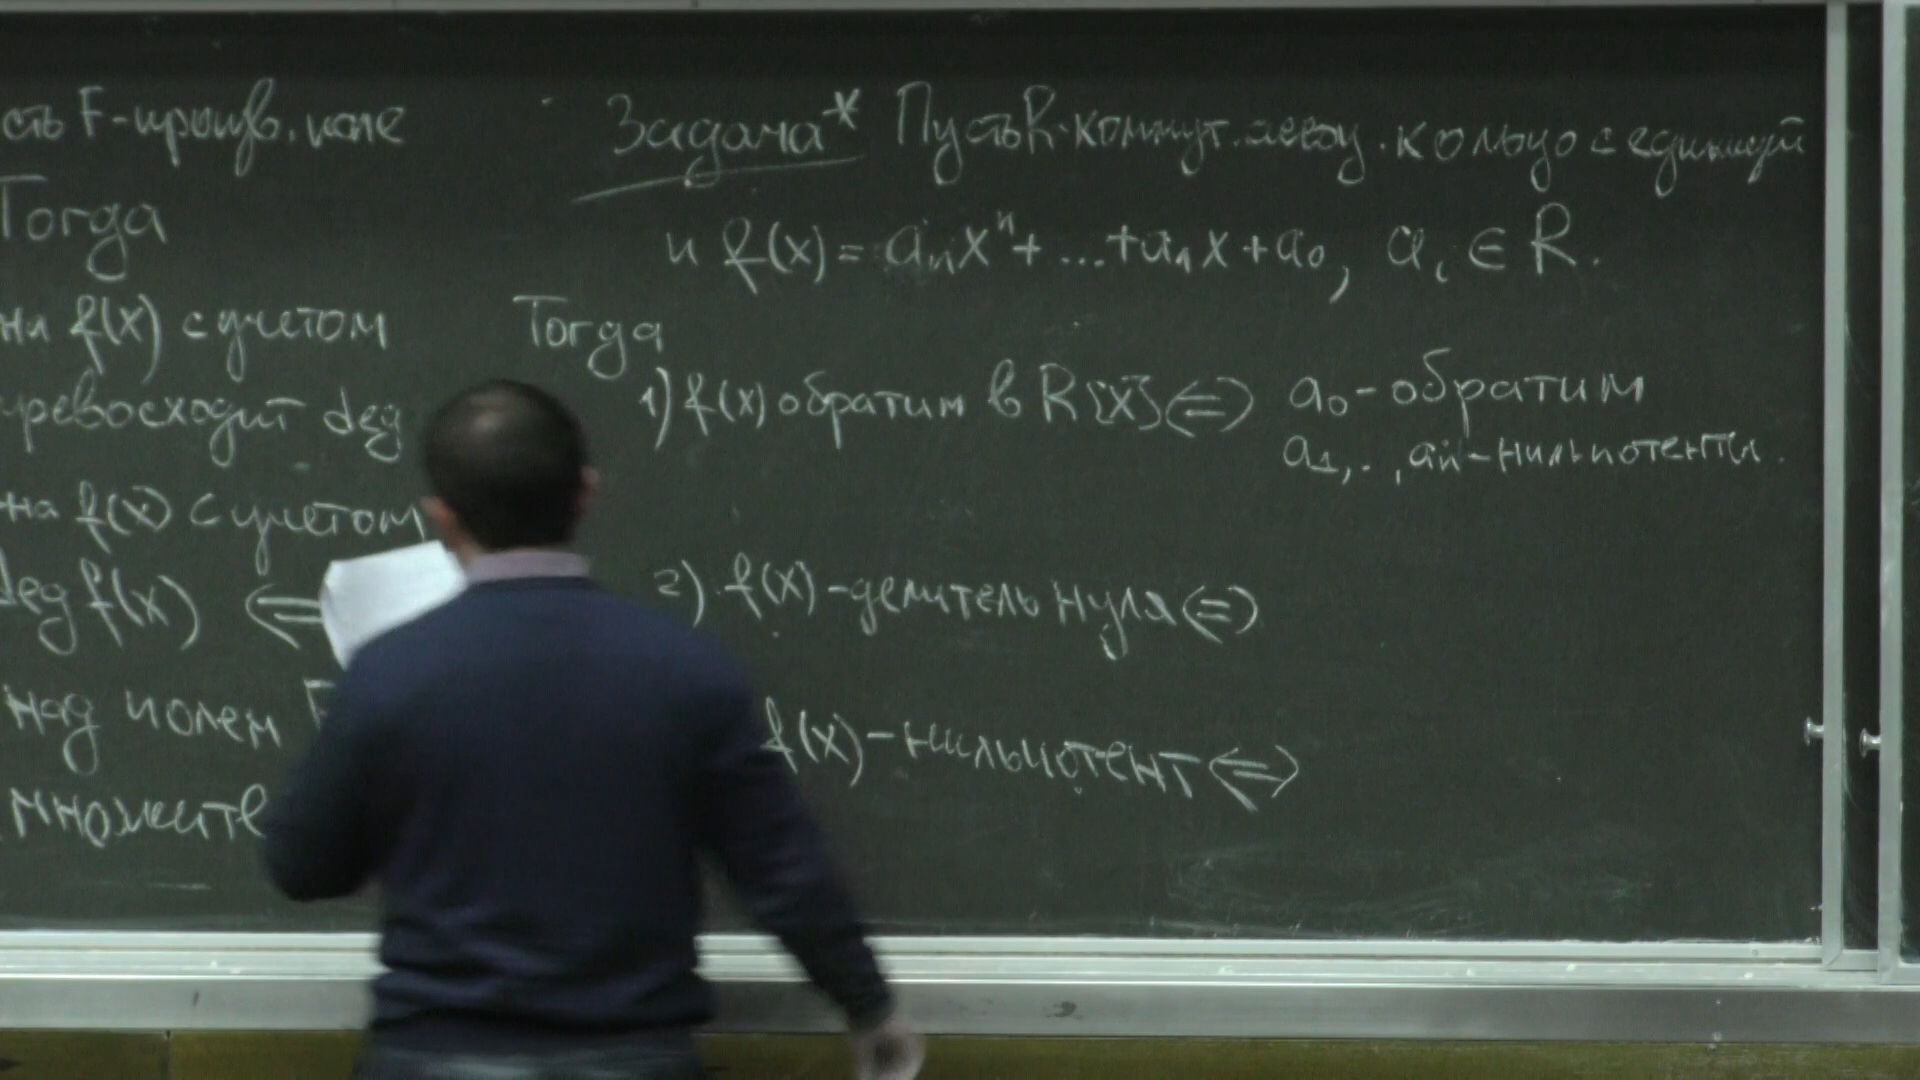 сть F-произв. поле
Тогда
на f(x) с учетом
превосходит deg
на f(x) с учетом
deg f(x) ⟸
над полем F
множите
Задача* Пусть R-коммут. ассоц. кольцо с единицей
и f(x) = aₙxⁿ + ... + a₁x + a₀, aᵢ ∈ R.
Тогда
1) f(x) обратим в R[x] ⟺ a₀ - обратим
a₁, . , aₙ - нильпотенты.
2). f(x) - делитель нуля ⟺
f(x) - нильпотент ⟺